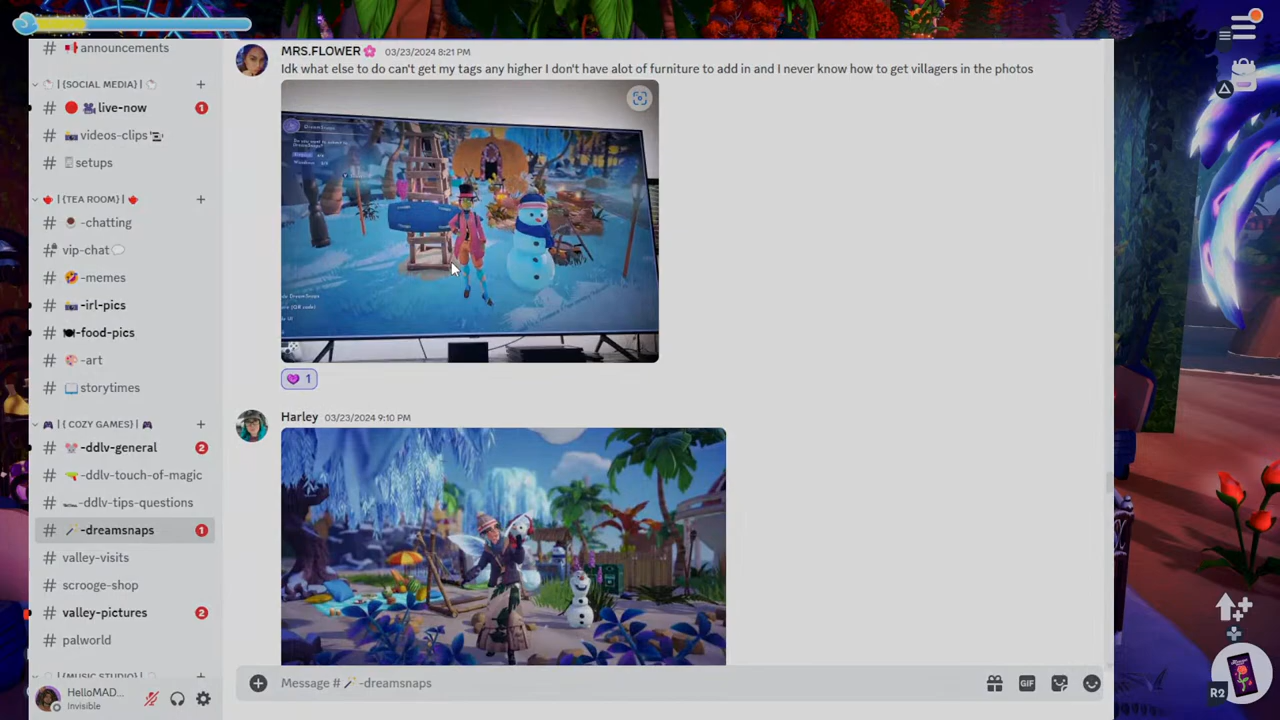 announcements
|{SOCIAL MEDIA}|
live-now 1
videos-clips
setups
|{TEA ROOM}|
-chatting
vip-chat
-memes
-irl-pics
-food-pics
-art
storytimes
|{ COZY GAMES}|
-ddlv-general 2
-ddlv-touch-of-magic
-ddlv-tips-questions
-dreamsnaps 1
valley-visits
scrooge-shop
valley-pictures 2
palworld
|{MUSIC STUDIO}|
HelloMAD...
Invisible
MRS.FLOWER 03/23/2024 8:21 PM
Idk what else to do can't get my tags any higher I don't have alot of furniture to add in and I never know how to get villagers in the photos
DreamSnaps
1
Harley 03/23/2024 9:10 PM
Message # -dreamsnaps
GIF
R2